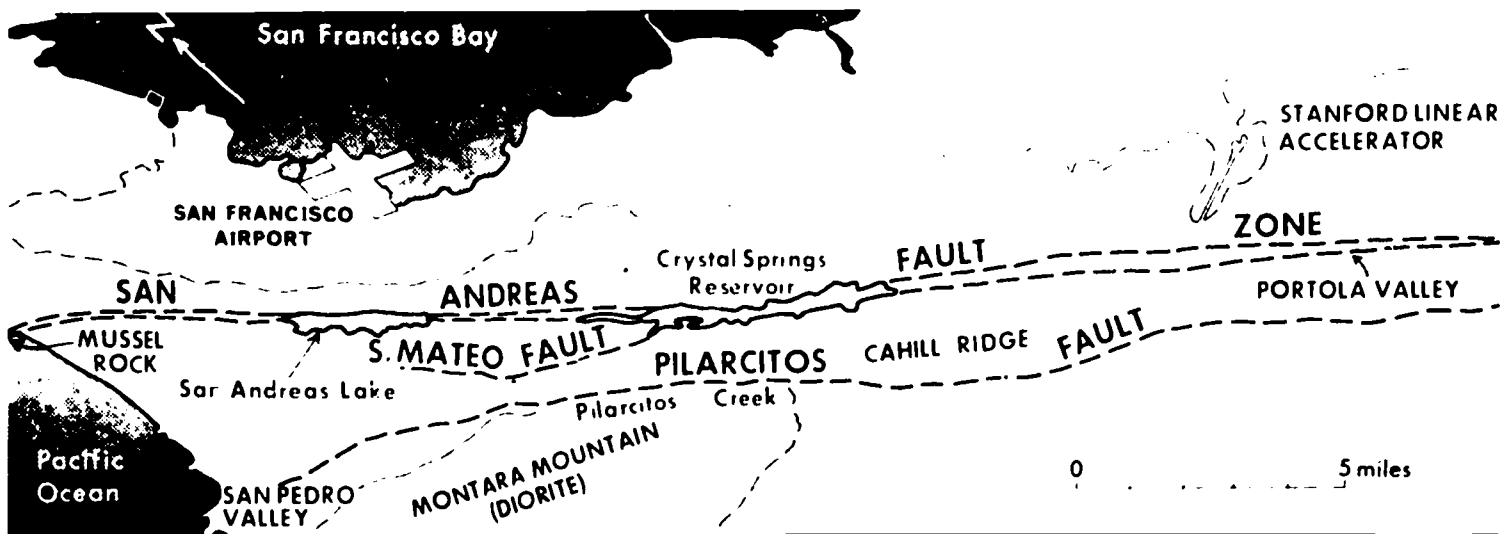 San Francisco Bay
STANFORD LINEAR
ACCELERATOR
SAN FRANCISCO
AIRPORT
SAN ANDREAS FAULT ZONE
Crystal Springs
Reservoir
PORTOLA VALLEY
MUSSEL
ROCK
S. MATEO FAULT
PILARCITOS FAULT
CAHILL RIDGE
Sar Andreas Lake
Pilarcitos Creek
MONTARA MOUNTAIN
(DIORITE)
Pacific
Ocean
SAN PEDRO
VALLEY
0 5 miles